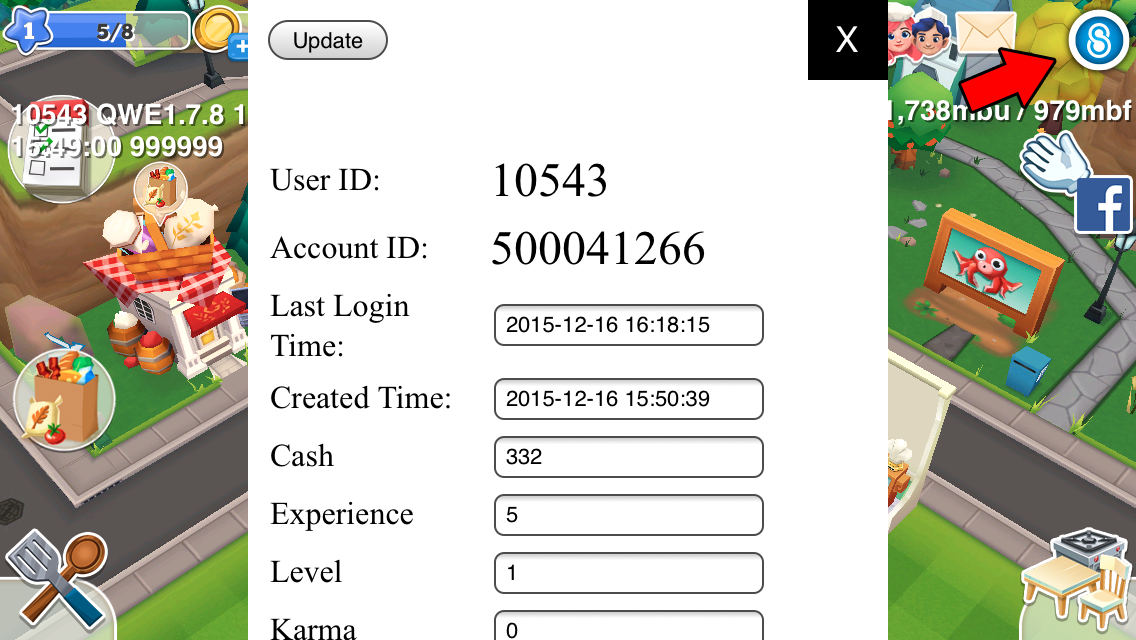 1
5/8
Update
X
10543 QWE1.7.8 1
15:49:00 999999
1,738mbu / 979mbf
f
User ID:
10543
Account ID:
500041266
Last Login
Time:
2015-12-16 16:18:15
Created Time:
2015-12-16 15:50:39
Cash
332
Experience
5
Level
1
Karma
0